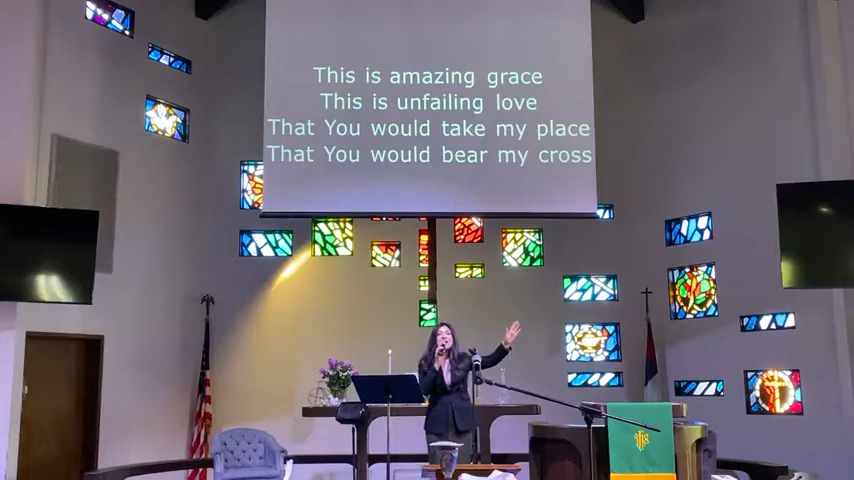 This is amazing grace
This is unfailing love
That You would take my place
That You would bear my cross
IHS